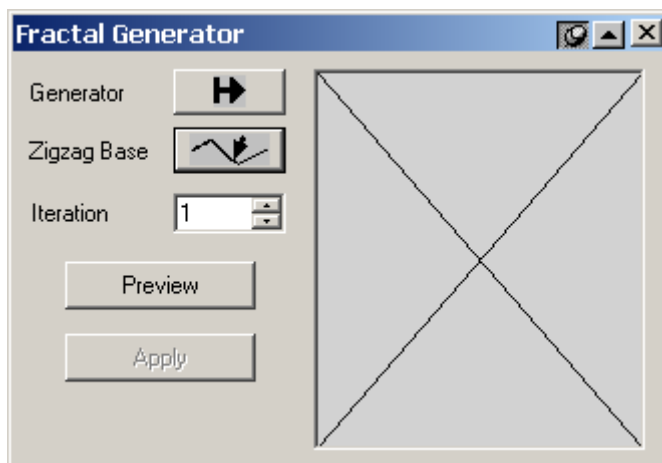 Fractal Generator
Generator
Zigzag Base
Iteration 1
Preview
Apply